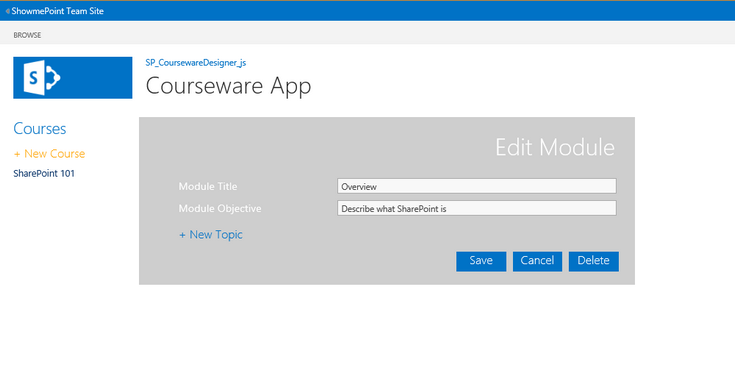 ShowmePoint Team Site
BROWSE
S
SP_CoursewareDesigner_js
Courseware App
Courses
+ New Course
SharePoint 101
Edit Module
Module Title
Overview
Module Objective
Describe what SharePoint is
+ New Topic
Save
Cancel
Delete